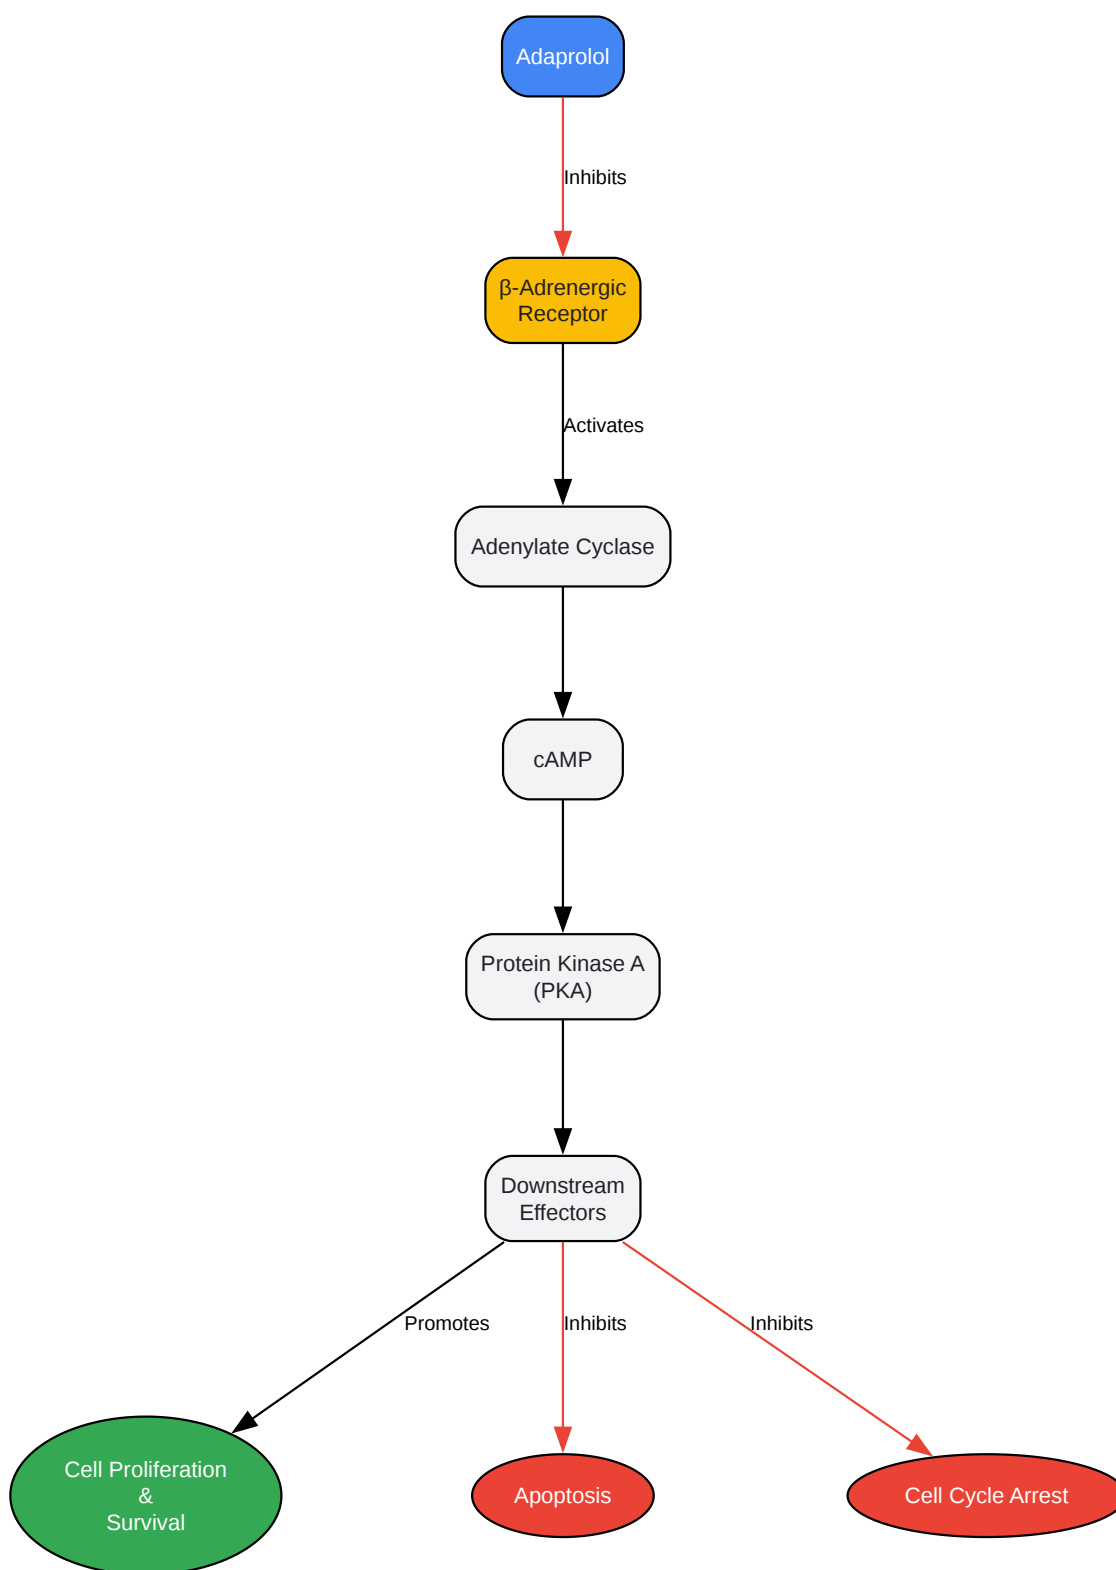 Adaprolol
Inhibits
β-Adrenergic
Receptor
Activates
Adenylate Cyclase
cAMP
Protein Kinase A
(PKA)
Downstream
Effectors
Promotes
Inhibits
Inhibits
Cell Proliferation
&
Survival
Apoptosis
Cell Cycle Arrest